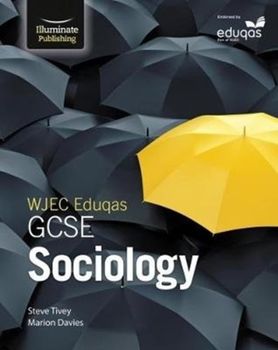 Illuminate
Publishing
Endorsed by
eduqas
WJEC Eduqas
GCSE
Sociology
Steve Tivey
Marion Davies